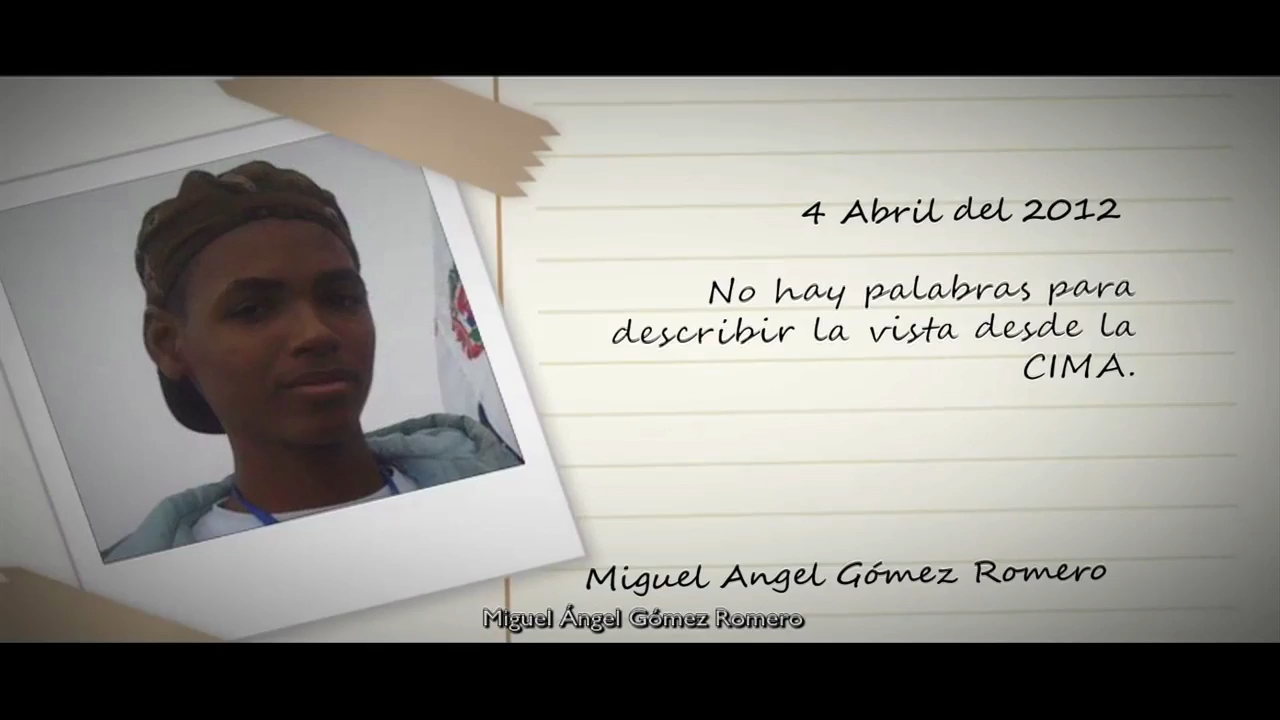 4 Abril del 2012
No hay palabras para
describir la vista desde la
CIMA.
Miguel Angel Gómez Romero
Miguel Ángel Gómez Romero